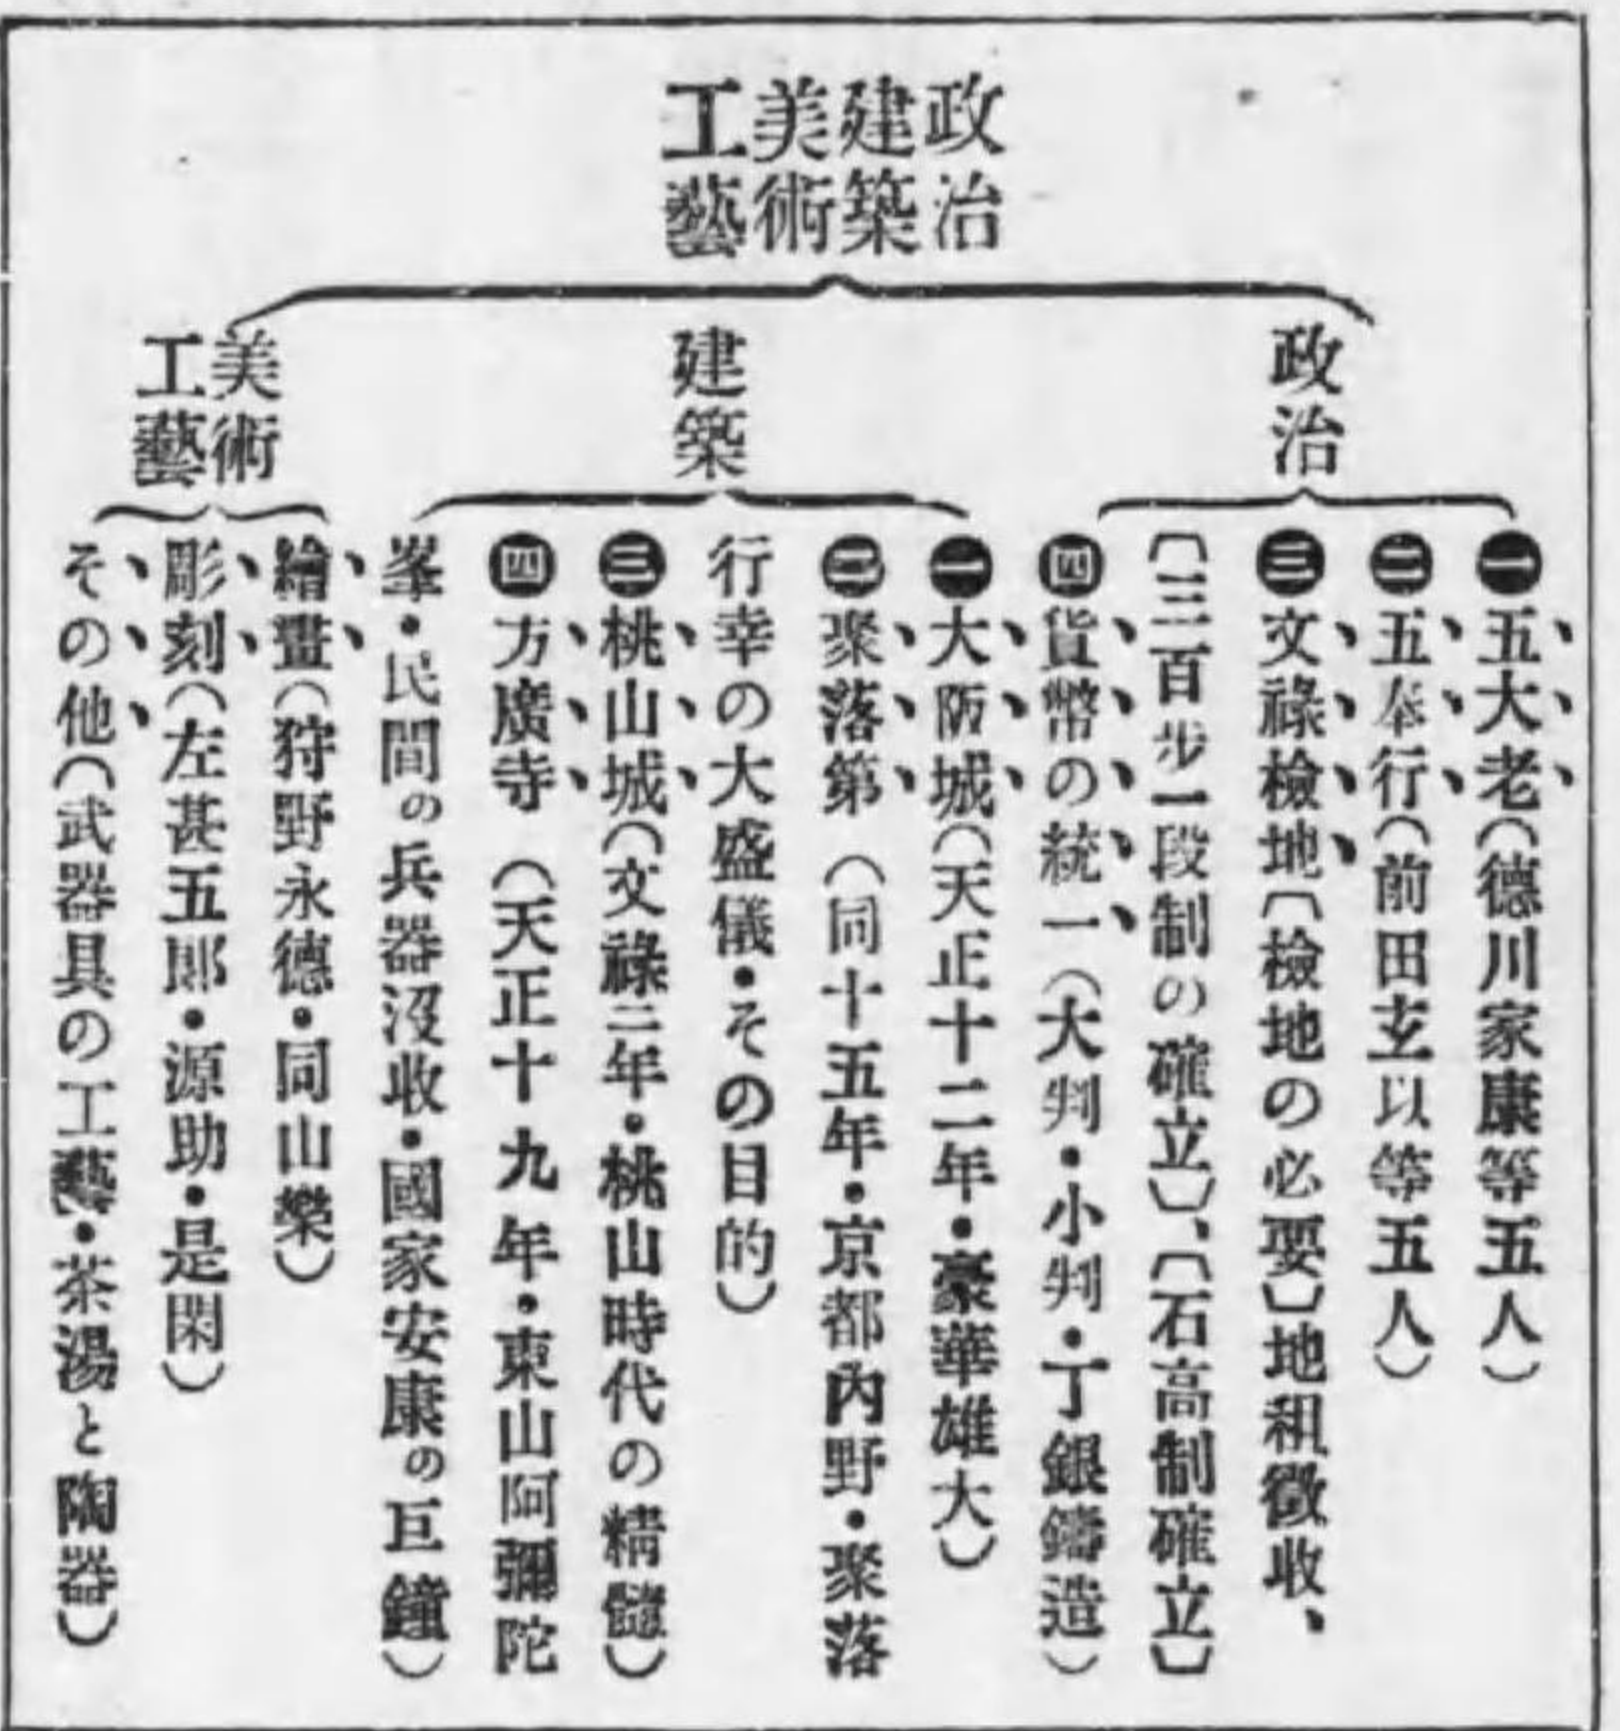 政治
建築
美術
工藝
政治
㊀五大老(德川家康等五人)
㊁五奉行(前田玄以等五人)
㊂文祿檢地〔檢地の必要〕地租徵收、
〔三百步一段制の確立〕、〔石高制確立〕
㊃貨幣の統一(大判・小判・丁銀鑄造)
建築
㊀大阪城(天正十二年・豪華雄大)
㊁聚落第(同十五年・京都內野・聚落
行幸の大盛儀・その目的)
㊂桃山城(文祿三年・桃山時代の精髓)
㊃方廣寺(天正十九年・東山阿彌陀
峯・民間の兵器沒收・國家安康の巨鐘)
美術
工藝
繪畫(狩野永德・同山樂)
彫刻(左甚五郎・源助・是閑)
その他(武器具の工藝・茶湯と陶器)